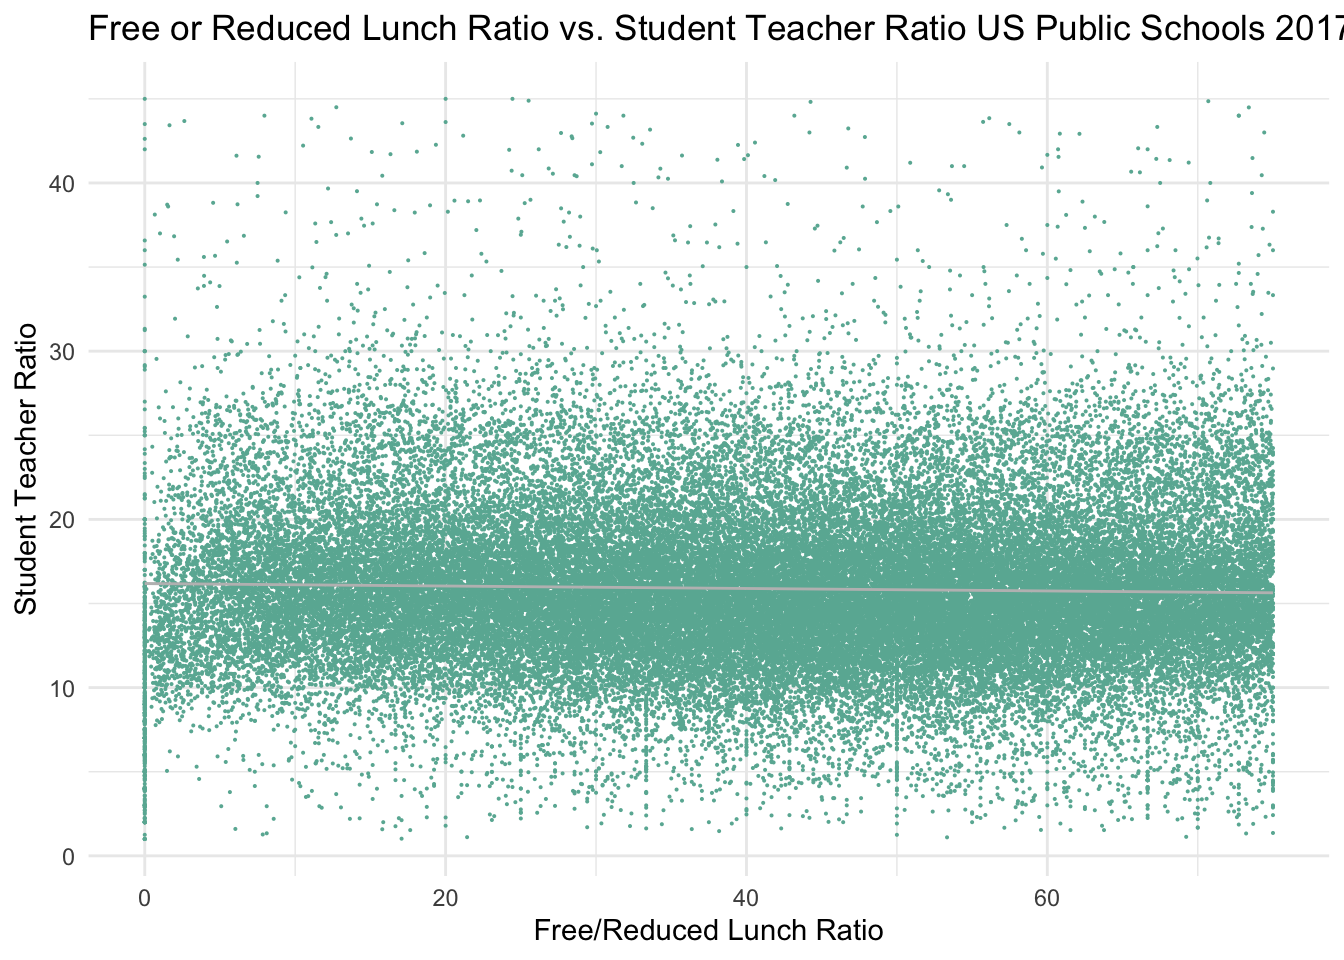 Free or Reduced Lunch Ratio vs. Student Teacher Ratio US Public Schools 2017
Student Teacher Ratio
40
30
20
10
0
0 20 40 60
Free/Reduced Lunch Ratio